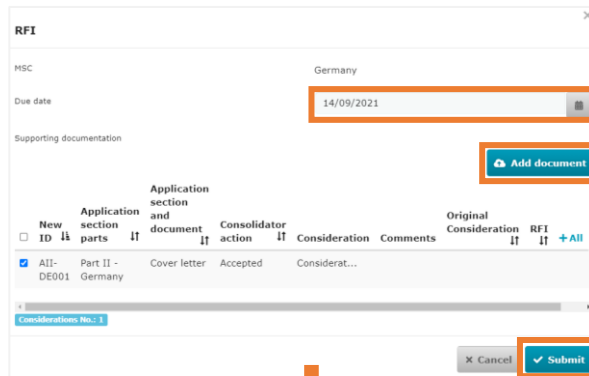 RFI
MSC Germany
Due date 14/09/2021
Supporting documentation
Add document
New ID Application section parts Application section and document Consolidator action Consideration Comments Original Consideration RFI +All
AII-DE001 Part II - Germany Cover letter Accepted Considerat...
Considerations No.: 1
Cancel Submit